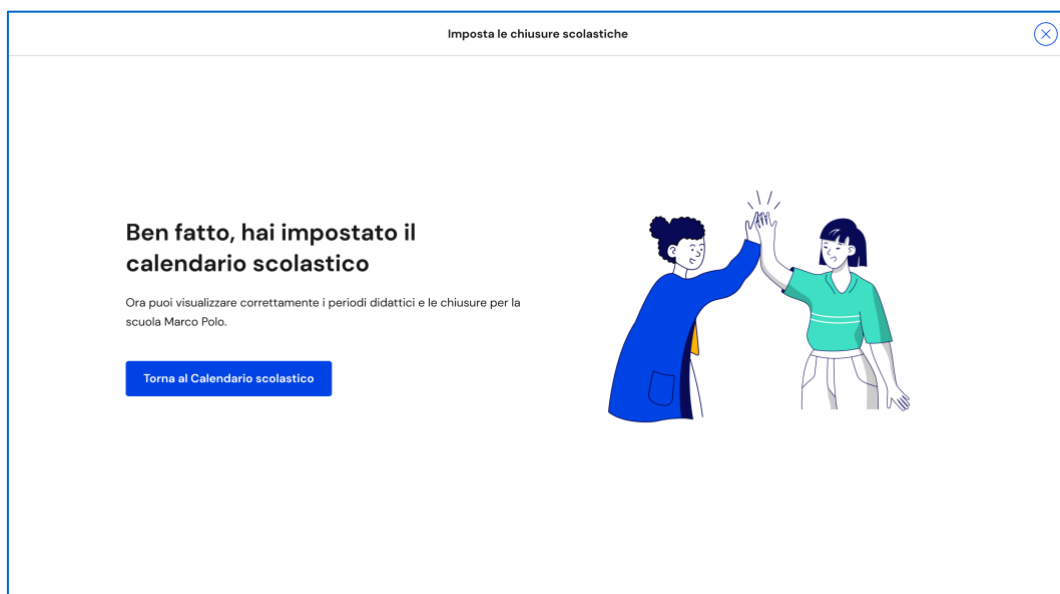 Imposta le chiusure scolastiche
Ben fatto, hai impostato il
calendario scolastico
Ora puoi visualizzare correttamente i periodi didattici e le chiusure per la
scuola Marco Polo.
Torna al Calendario scolastico